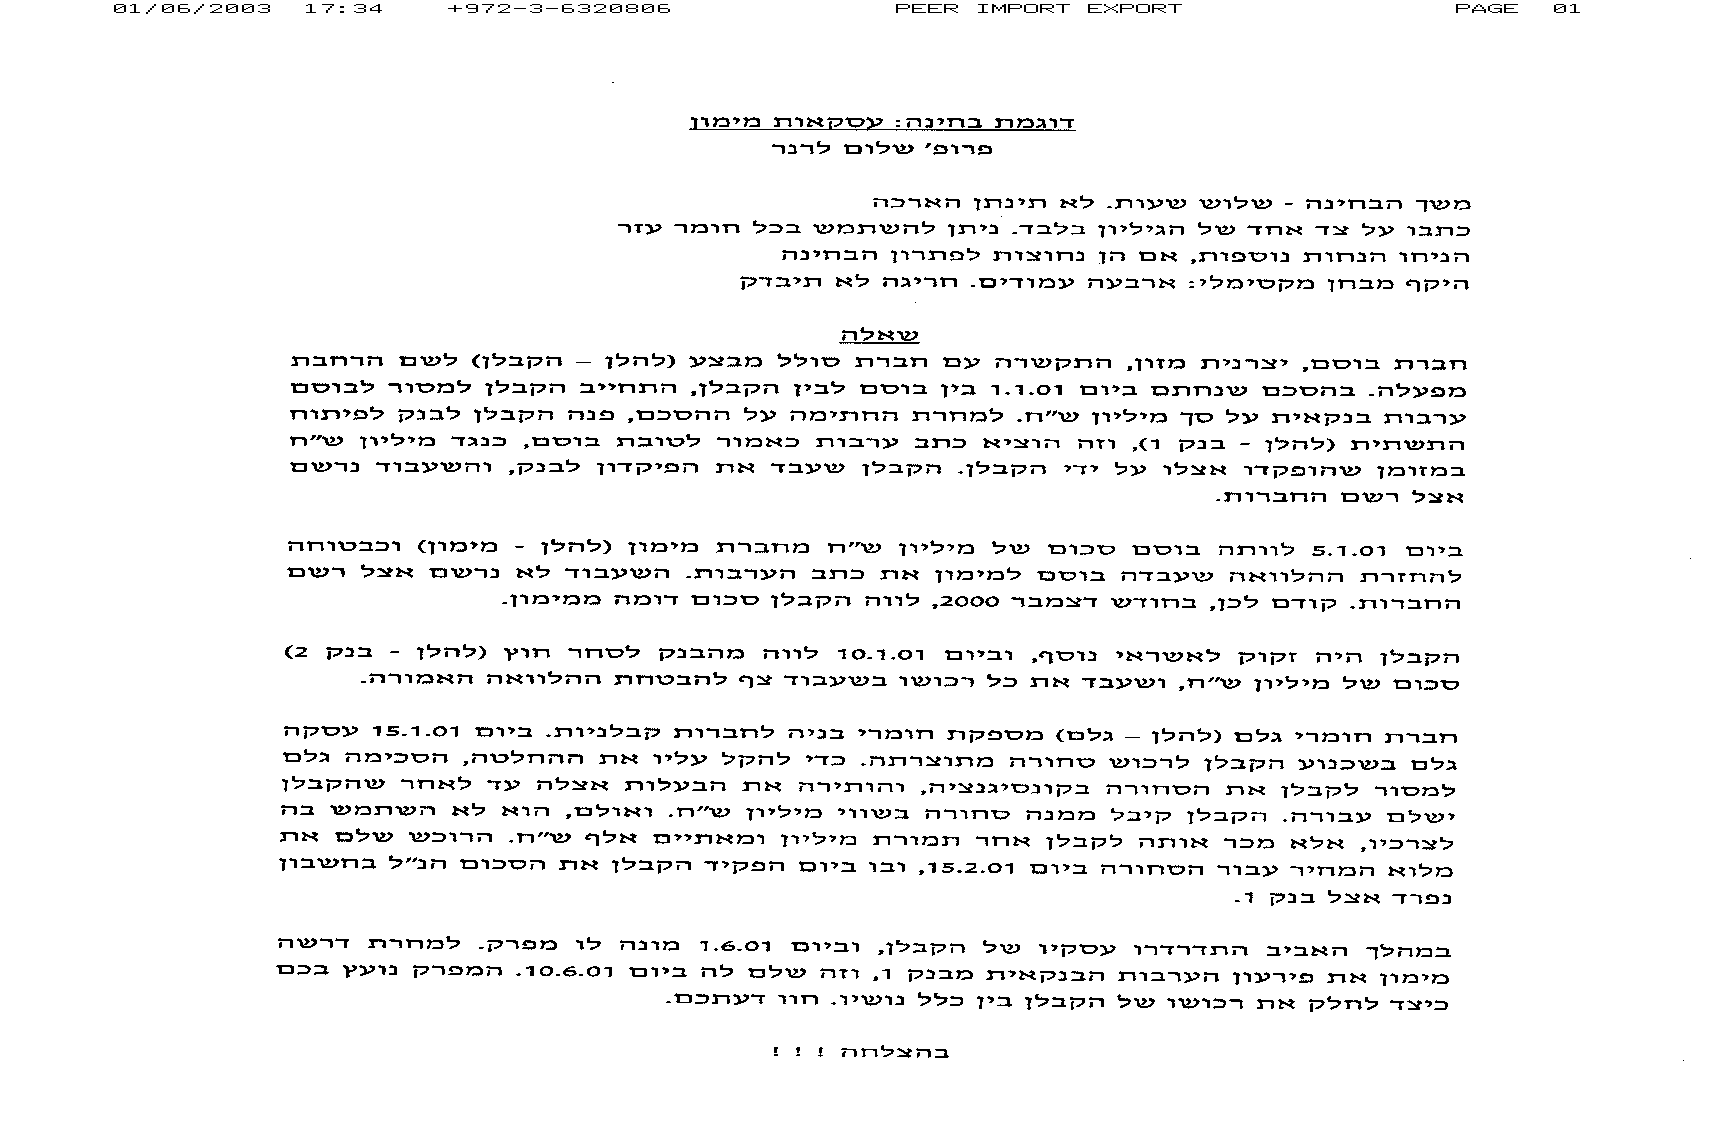 01/06/2003 17:34 +972-3-6320806 PEER IMPORT EXPORT PAGE 01
דוגמת בחינה: עסקאות מימון
פרופ' שלום לרנר
משך הבחינה - שלוש שעות. לא תינתן הארכה
כתבו על צד אחד של הגיליון בלבד. ניתן להשתמש בכל חומר עזר
הניחו הנחות נוספות, אם הן נחוצות לפתרון הבחינה
היקף מבחן מקסימלי: ארבעה עמודים. חריגה לא תיבדק
שאלה
חברת בוסם, יצרנית מזון, התקשרה עם חברת סולל מבצע (להלן – הקבלן) לשם הרחבת
מפעלה. בהסכם שנחתם ביום 1.1.01 בין בוסם לבין הקבלן, התחייב הקבלן למסור לבוסם
ערבות בנקאית על סך מיליון ש"ח. למחרת החתימה על ההסכם, פנה הקבלן לבנק לפיתוח
התשתית (להלן - בנק 1), וזה הוציא כתב ערבות כאמור לטובת בוסם, כנגד מיליון ש"ח
במזומן שהופקדו אצלו על ידי הקבלן. הקבלן שעבד את הפיקדון לבנק, והשעבוד נרשם
אצל רשם החברות.
ביום 5.1.01 לוותה בוסם סכום של מיליון ש"ח מחברת מימון (להלן - מימון) וכבטוחה
להחזרת ההלוואה שעבדה בוסם למימון את כתב הערבות. השעבוד לא נרשם אצל רשם
החברות. קודם לכן, בחודש דצמבר 2000, לווה הקבלן סכום דומה ממימון.
הקבלן היה זקוק לאשראי נוסף, וביום 10.1.01 לווה מהבנק לסחר חוץ (להלן - בנק 2)
סכום של מיליון ש"ח, ושעבד את כל רכושו בשעבוד צף להבטחת ההלוואה האמורה.
חברת חומרי גלם (להלן – גלם) מספקת חומרי בניה לחברות קבלניות. ביום 15.1.01 עסקה
גלם בשכנוע הקבלן לרכוש סחורה מתוצרתה. כדי להקל עליו את ההחלטה, הסכימה גלם
למסור לקבלן את הסחורה בקונסיגנציה, והותירה את הבעלות אצלה עד לאחר שהקבלן
ישלם עבורה. הקבלן קיבל ממנה סחורה בשווי מיליון ש"ח. ואולם, הוא לא השתמש בה
לצרכיו, אלא מכר אותה לקבלן אחר תמורת מיליון ומאתיים אלף ש"ח. הרוכש שלם את
מלוא המחיר עבור הסחורה ביום 15.2.01, ובו ביום הפקיד הקבלן את הסכום הנ"ל בחשבון
נפרד אצל בנק 1.
במהלך האביב התדרדרו עסקיו של הקבלן, וביום 1.6.01 מונה לו מפרק. למחרת דרשה
מימון את פירעון הערבות הבנקאית מבנק 1, וזה שלם לה ביום 10.6.01. המפרק נועץ בכם
כיצד לחלק את רכושו של הקבלן בין כלל נושיו. חוו דעתכם.
בהצלחה ! ! !